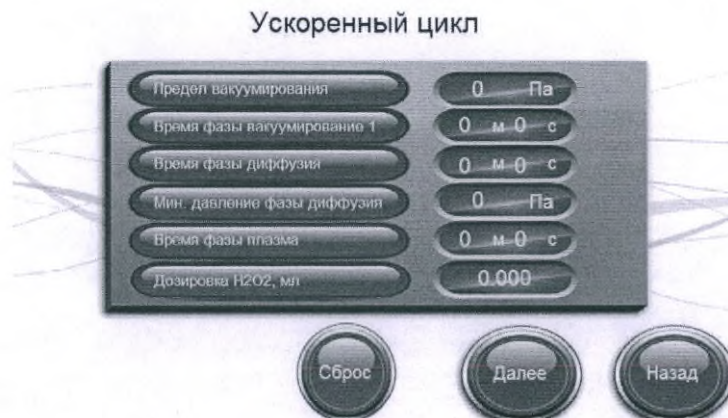 Ускоренный цикл
Предел вакуумирования 0 Па
Время фазы вакуумирование 1 0 м 0 с
Время фазы диффузия 0 м 0 с
Мин. давление фазы диффузия 0 Па
Время фазы плазма 0 м 0 с
Дозировка H2O2, мл 0.000
Сброс Далее Назад